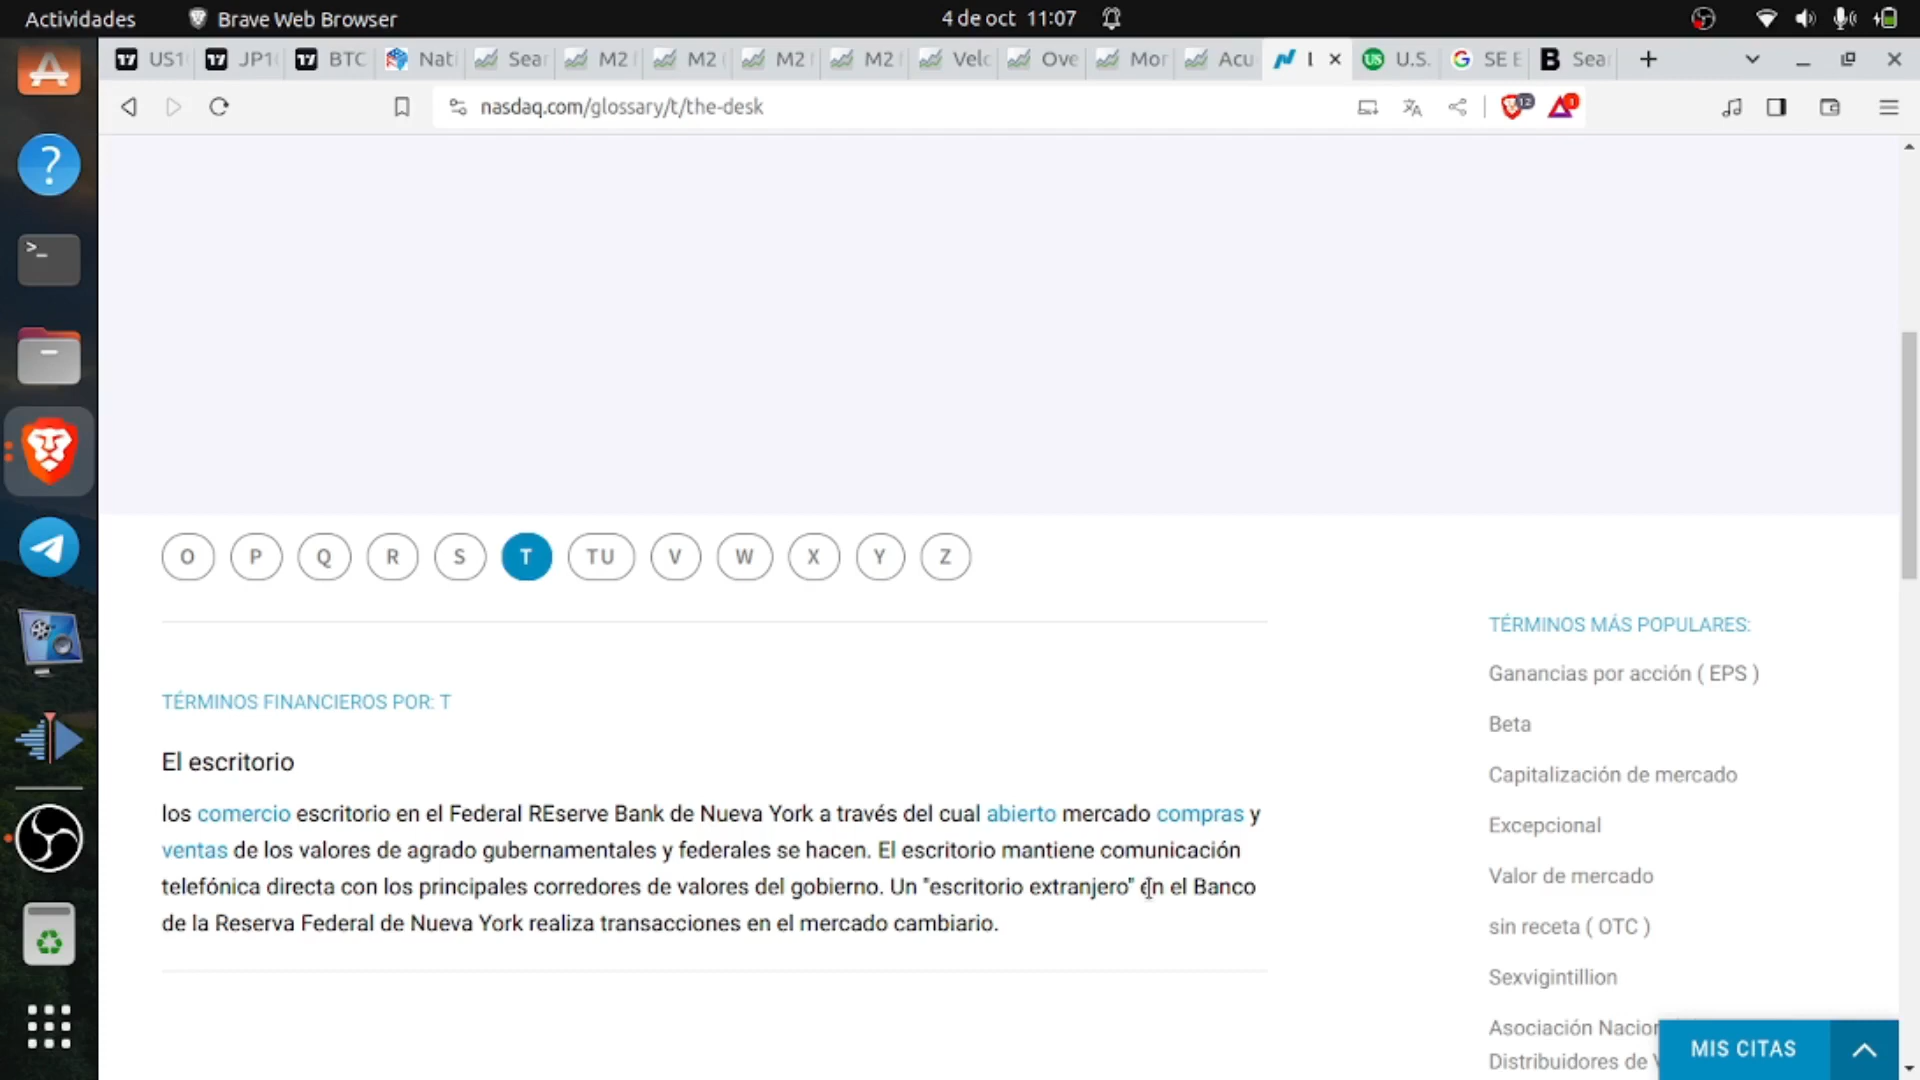 Actividades
Brave Web Browser
4 de oct 11:07
US1
JP1
BTC
Nati
Sear
M2
M2
M2
M2
Velc
Ove
Mor
Acu
U.S.
SE E
Sea
nasdaq.com/glossary/t/the-desk
12
1
O
P
Q
R
S
T
TU
V
W
X
Y
Z
TÉRMINOS FINANCIEROS POR: T
El escritorio
los comercio escritorio en el Federal REserve Bank de Nueva York a través del cual abierto mercado compras y
ventas de los valores de agrado gubernamentales y federales se hacen. El escritorio mantiene comunicación
telefónica directa con los principales corredores de valores del gobierno. Un "escritorio extranjero" en el Banco
de la Reserva Federal de Nueva York realiza transacciones en el mercado cambiario.
TÉRMINOS MÁS POPULARES:
Ganancias por acción ( EPS )
Beta
Capitalización de mercado
Excepcional
Valor de mercado
sin receta ( OTC )
Sexvigintillion
Asociación Nacion
Distribuidores de
MIS CITAS